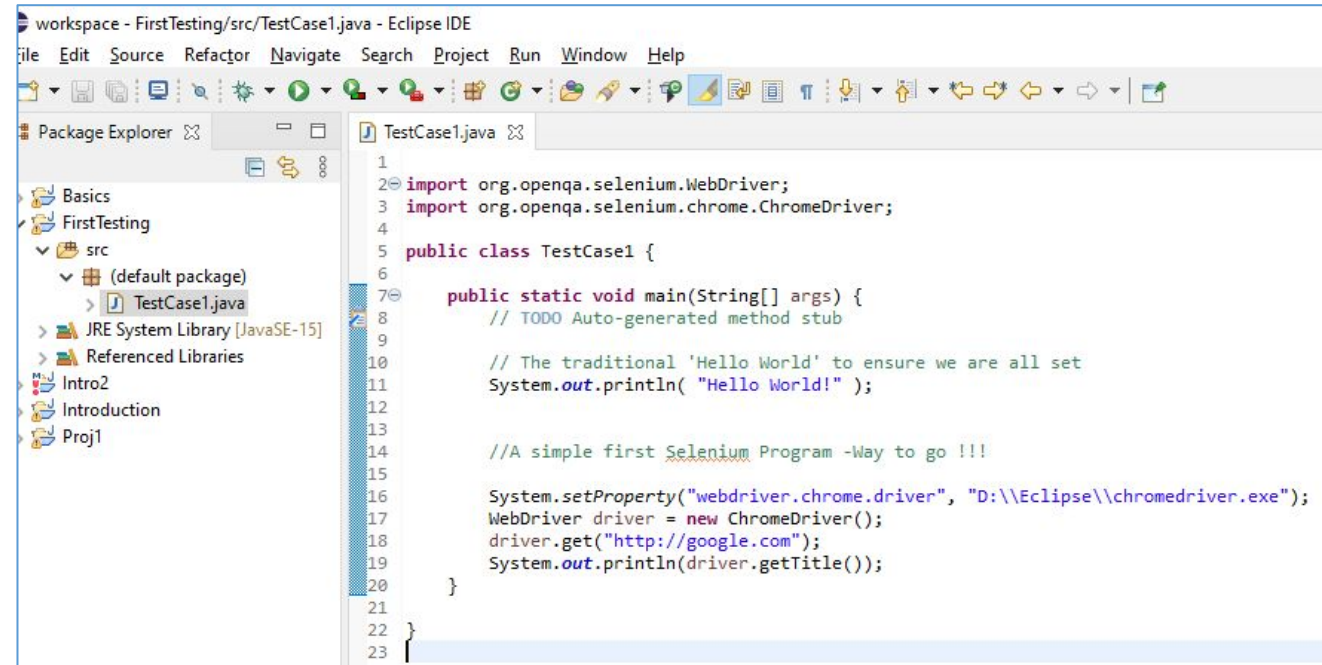 workspace - FirstTesting/src/TestCase1.java - Eclipse IDE
File Edit Source Refactor Navigate Search Project Run Window Help
Package Explorer
TestCase1.java
Basics
FirstTesting
src
(default package)
TestCase1.java
JRE System Library [JavaSE-15]
Referenced Libraries
Intro2
Introduction
Proj1
1
2 import org.openqa.selenium.WebDriver;
3 import org.openqa.selenium.chrome.ChromeDriver;
4
5 public class TestCase1 {
6
7 public static void main(String[] args) {
8 // TODO Auto-generated method stub
9
10 // The traditional 'Hello World' to ensure we are all set
11 System.out.println( "Hello World!" );
12
13
14 //A simple first Selenium Program -Way to go !!!
15
16 System.setProperty("webdriver.chrome.driver", "D:\\Eclipse\\chromedriver.exe");
17 WebDriver driver = new ChromeDriver();
18 driver.get("http://google.com");
19 System.out.println(driver.getTitle());
20 }
21
22 }
23